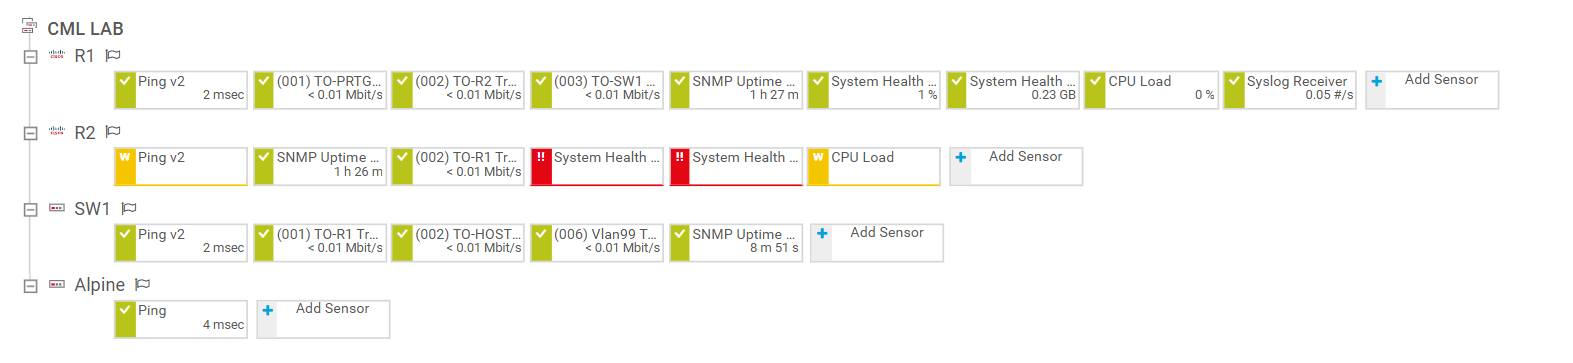 CML LAB
R1
Ping v2
2 msec
(001) TO-PRTG...
< 0.01 Mbit/s
(002) TO-R2 Tr...
< 0.01 Mbit/s
(003) TO-SW1 ...
< 0.01 Mbit/s
SNMP Uptime ...
1 h 27 m
System Health ...
1 %
System Health ...
0.23 GB
CPU Load
0 %
Syslog Receiver
0.05 #/s
Add Sensor
R2
W
Ping v2
SNMP Uptime ...
1 h 26 m
(002) TO-R1 Tr...
< 0.01 Mbit/s
!!
System Health ...
!!
System Health ...
W
CPU Load
Add Sensor
SW1
Ping v2
2 msec
(001) TO-R1 Tr...
< 0.01 Mbit/s
(002) TO-HOST...
< 0.01 Mbit/s
(006) Vlan99 T...
< 0.01 Mbit/s
SNMP Uptime ...
8 m 51 s
Add Sensor
Alpine
Ping
4 msec
Add Sensor